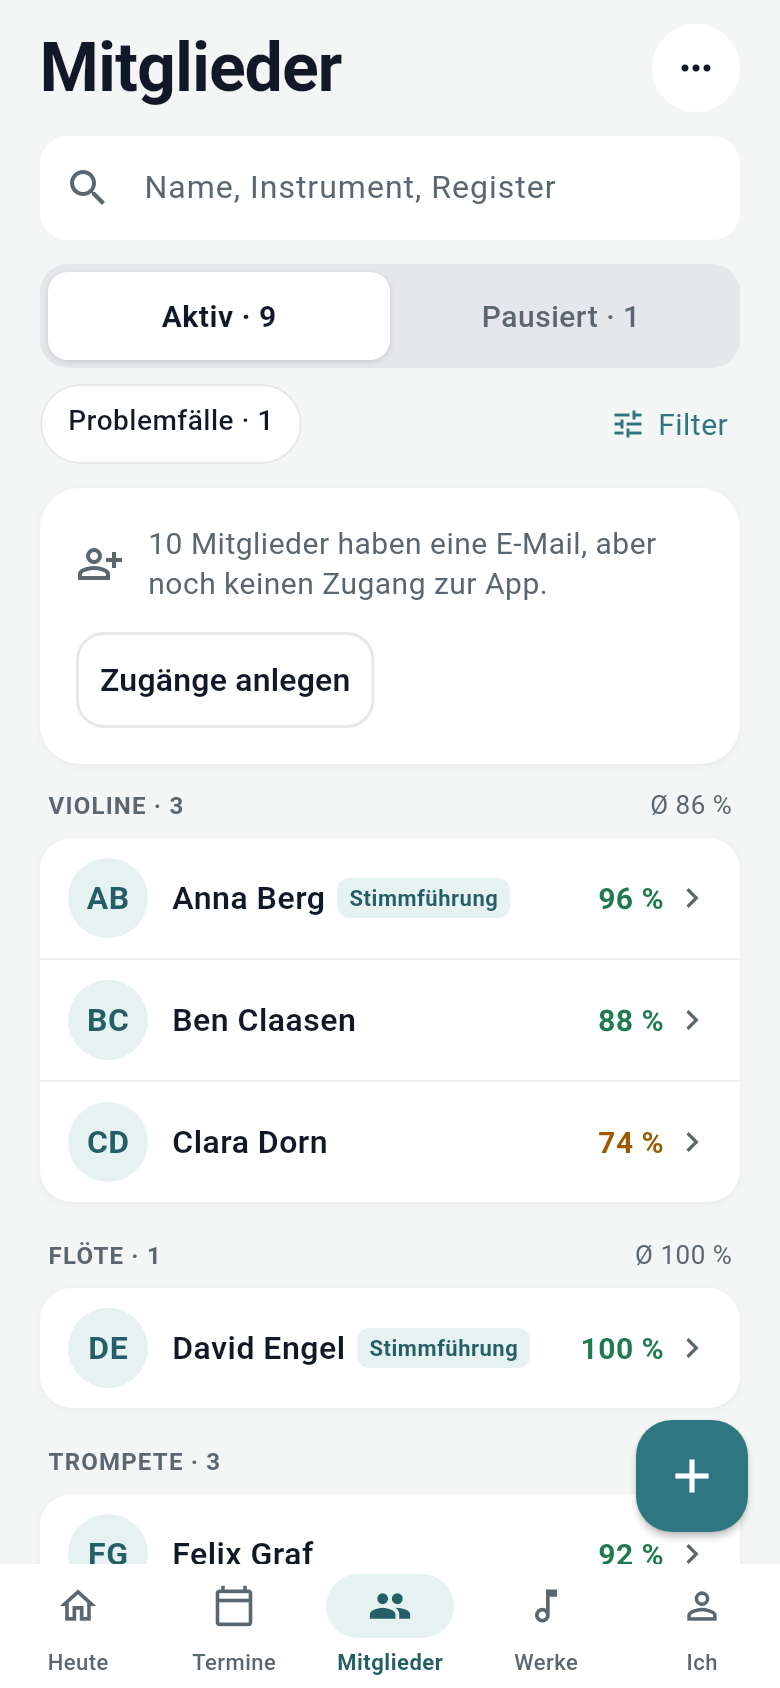 Mitglieder
Name, Instrument, Register
Aktiv · 9
Pausiert · 1
Problemfälle · 1
Filter
10 Mitglieder haben eine E-Mail, aber
noch keinen Zugang zur App.
Zugänge anlegen
VIOLINE · 3
Ø 86 %
AB
Anna Berg
Stimmführung
96 %
BC
Ben Claasen
88 %
CD
Clara Dorn
74 %
FLÖTE · 1
Ø 100 %
DE
David Engel
Stimmführung
100 %
TROMPETE · 3
FG
Felix Graf
92 %
Heute
Termine
Mitglieder
Werke
Ich